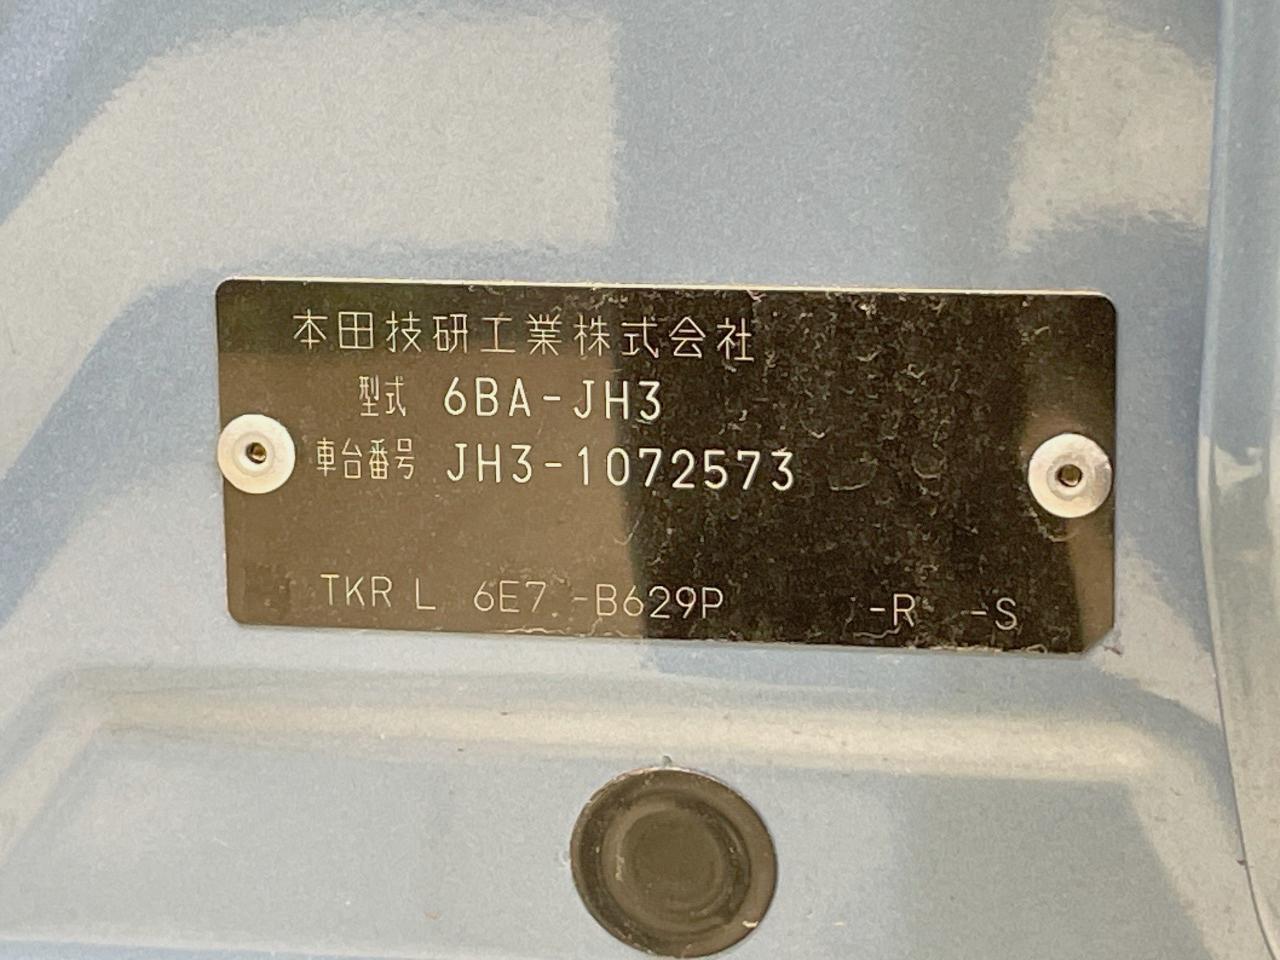 本田技研工業株式会社
型式 6BA-JH3
車台番号 JH3-1072573
TKR L 6E7 -B629P -R -S